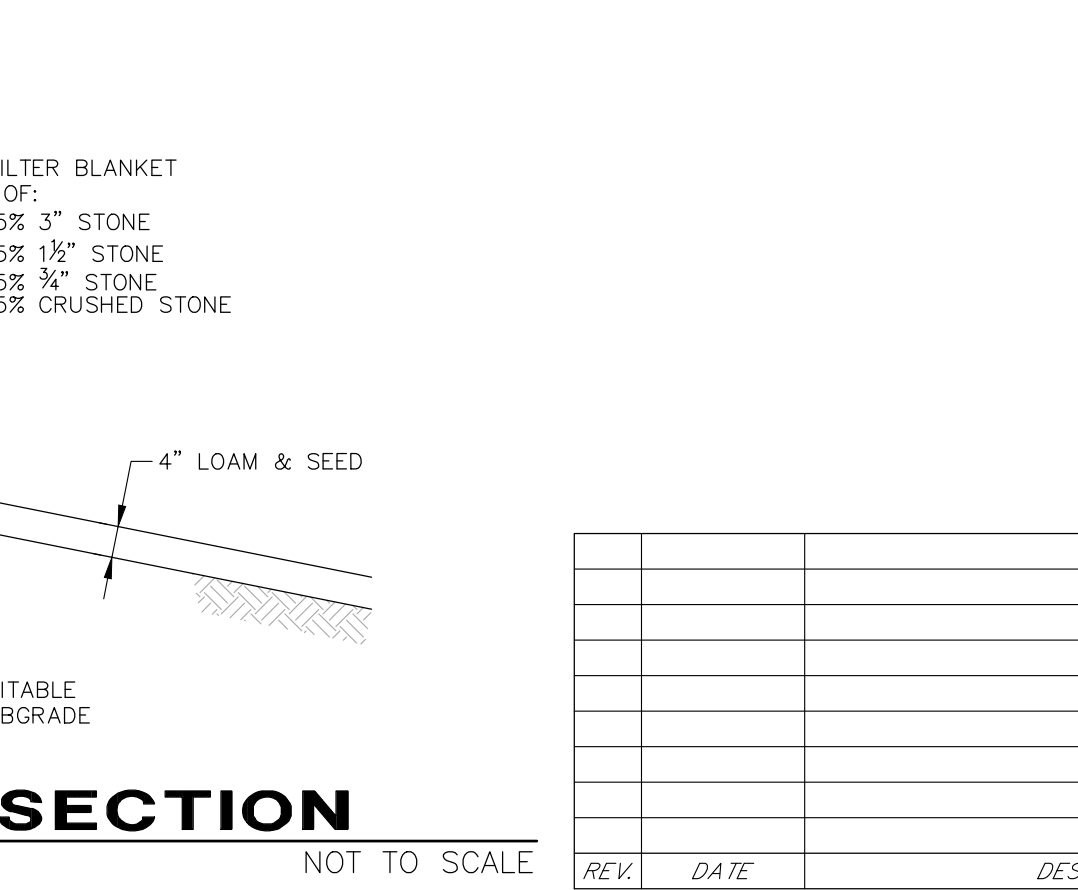 ILTER BLANKET
OF:
5% 3" STONE
5% 1½" STONE
5% ¾" STONE
5% CRUSHED STONE
4" LOAM & SEED
ITABLE
BGRADE
SECTION
NOT TO SCALE
REV. DATE DES